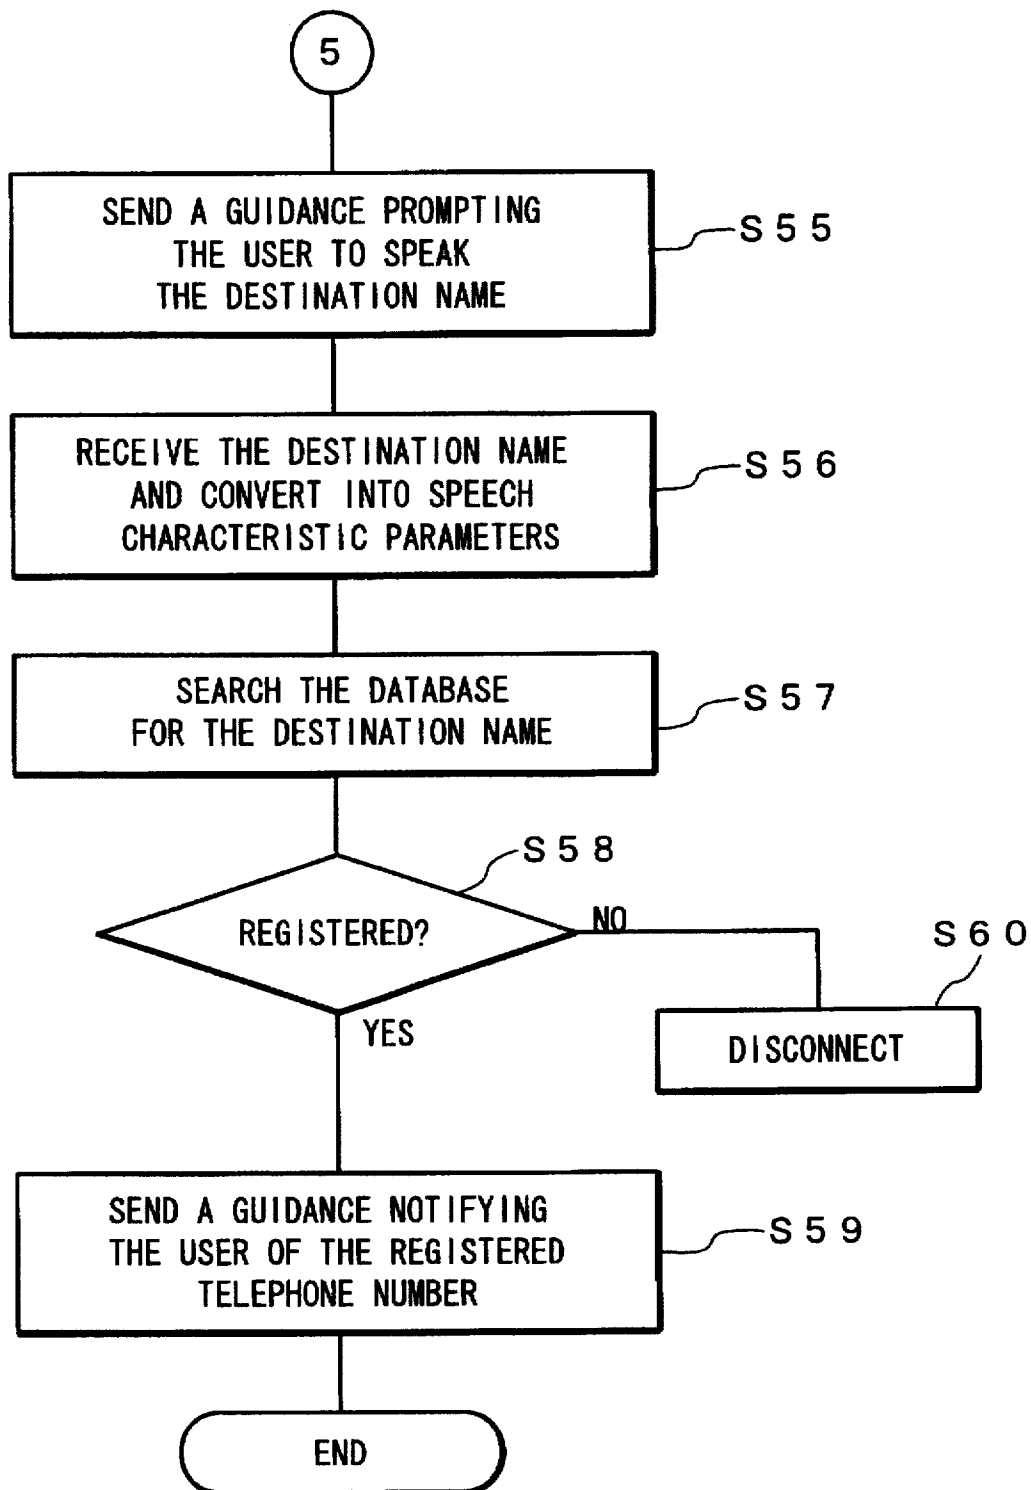 5
SEND A GUIDANCE PROMPTING
THE USER TO SPEAK
THE DESTINATION NAME
S55
RECEIVE THE DESTINATION NAME
AND CONVERT INTO SPEECH
CHARACTERISTIC PARAMETERS
S56
SEARCH THE DATABASE
FOR THE DESTINATION NAME
S57
S58
REGISTERED?
NO
S60
YES
DISCONNECT
SEND A GUIDANCE NOTIFYING
THE USER OF THE REGISTERED
TELEPHONE NUMBER
S59
END